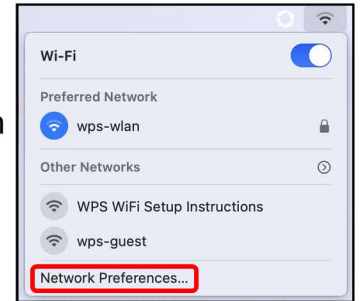 Wi-Fi
Preferred Network
wps-wlan
Other Networks
WPS WiFi Setup Instructions
wps-guest
Network Preferences...